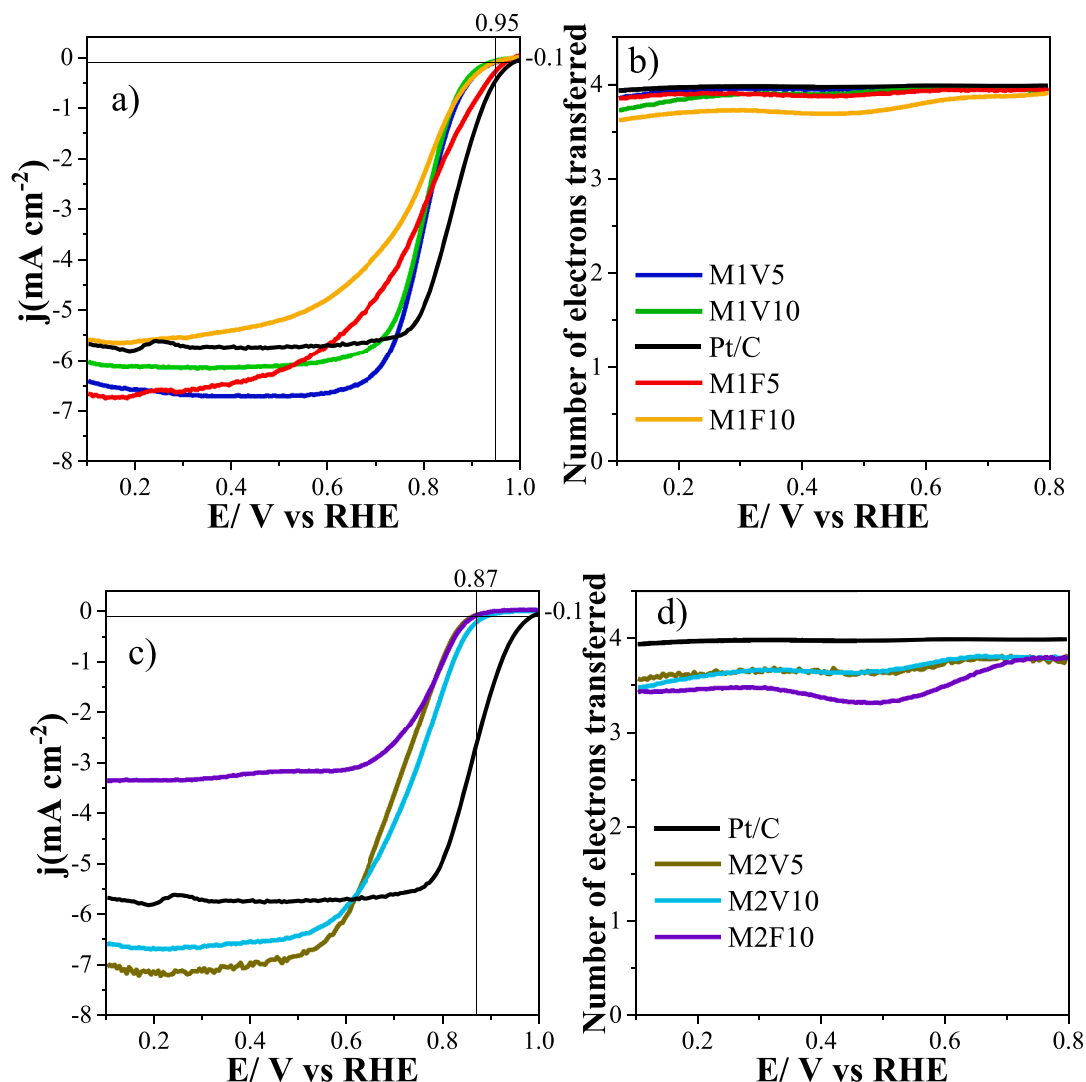 0.95
a)
-0.1
0
-1
-2
-3
-4
-5
-6
-7
-8
j(mA cm-2)
0.2 0.4 0.6 0.8 1.0
E/ V vs RHE
b)
Number of electrons transferred
4
3
2
1
0
M1V5
M1V10
Pt/C
M1F5
M1F10
0.2 0.4 0.6 0.8
E/ V vs RHE
0.87
c)
-0.1
0
-1
-2
-3
-4
-5
-6
-7
-8
j(mA cm-2)
0.2 0.4 0.6 0.8 1.0
E/ V vs RHE
d)
Number of electrons transferred
4
3
2
1
0
Pt/C
M2V5
M2V10
M2F10
0.2 0.4 0.6 0.8
E/ V vs RHE